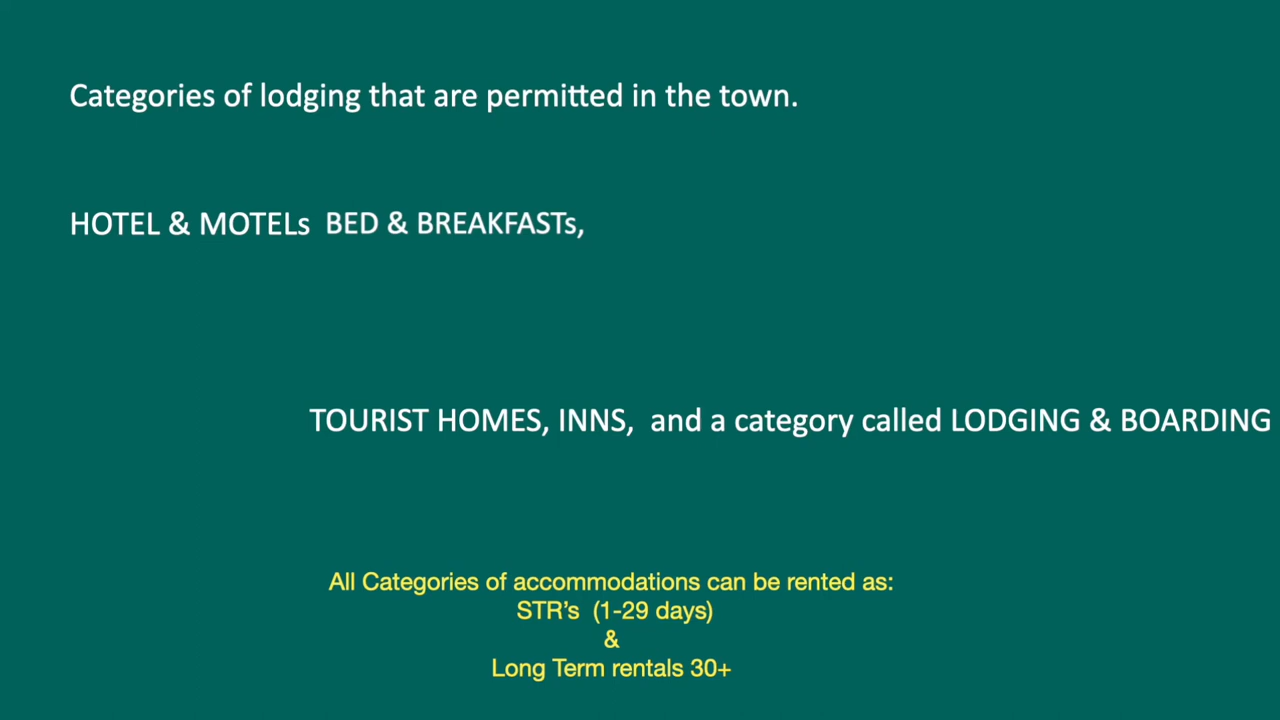 Categories of lodging that are permitted in the town.
HOTEL & MOTELs BED & BREAKFASTs,
TOURIST HOMES, INNS, and a category called LODGING & BOARDING
All Categories of accommodations can be rented as:
STR’s (1-29 days)
&
Long Term rentals 30+